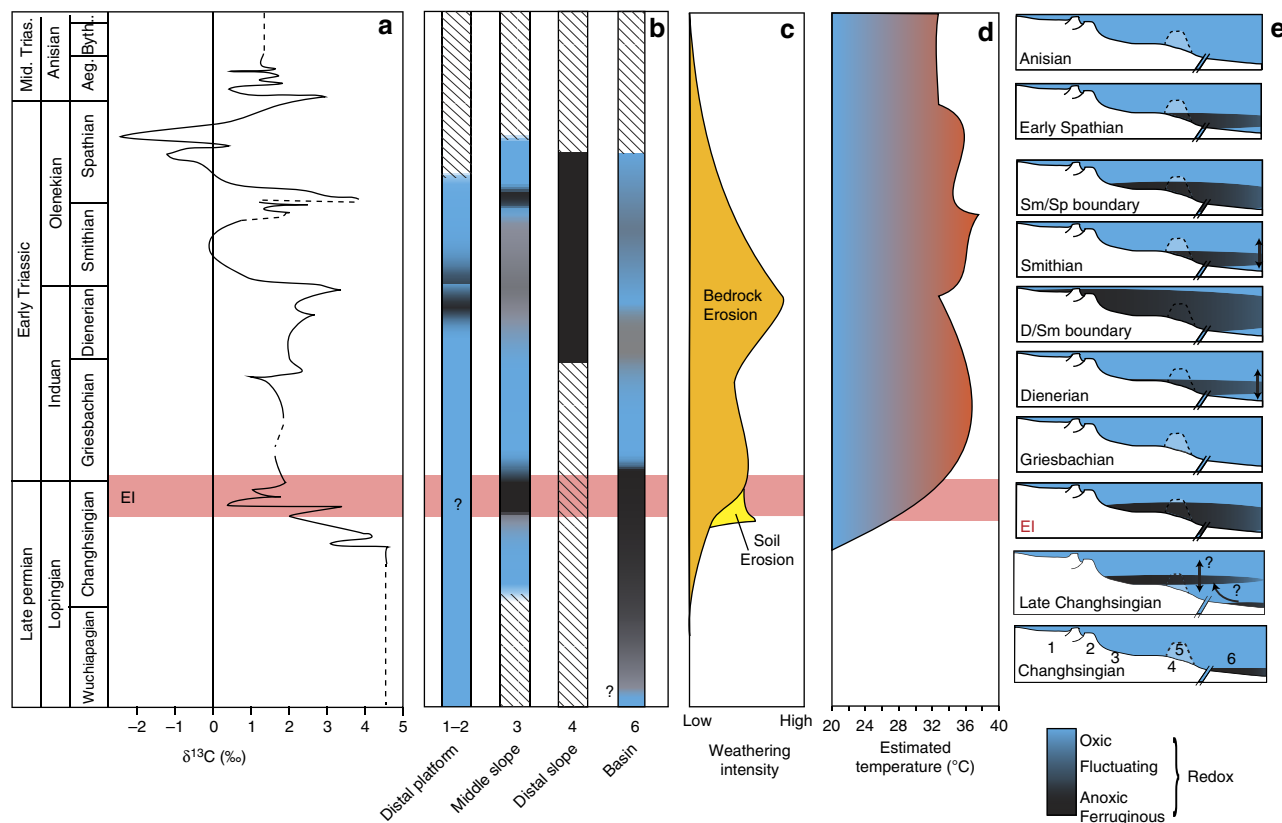 a
b
c
d
e
Mid. Trias.
Anisian
Byth.
Aeg.
Early Triassic
Olenekian
Spathian
Smithian
Induan
Dienerian
Griesbachian
Late permian
Lopingian
Changhsingian
Wuchiapagian
EI
–2 –1 0 1 2 3 4 5
δ13C (‰)
?
?
1–2 3 4 6
Distal platform
Middle slope
Distal slope
Basin
Bedrock
Erosion
Soil
Erosion
Low High
Weathering
intensity
20 24 28 32 36 40
Estimated
temperature (°C)
Anisian
Early Spathian
Sm/Sp boundary
Smithian
D/Sm boundary
Dienerian
Griesbachian
EI
?
?
Late Changhsingian
1 2 3 4 5 6
Changhsingian
Oxic
Fluctuating
Anoxic
Ferruginous
Redox